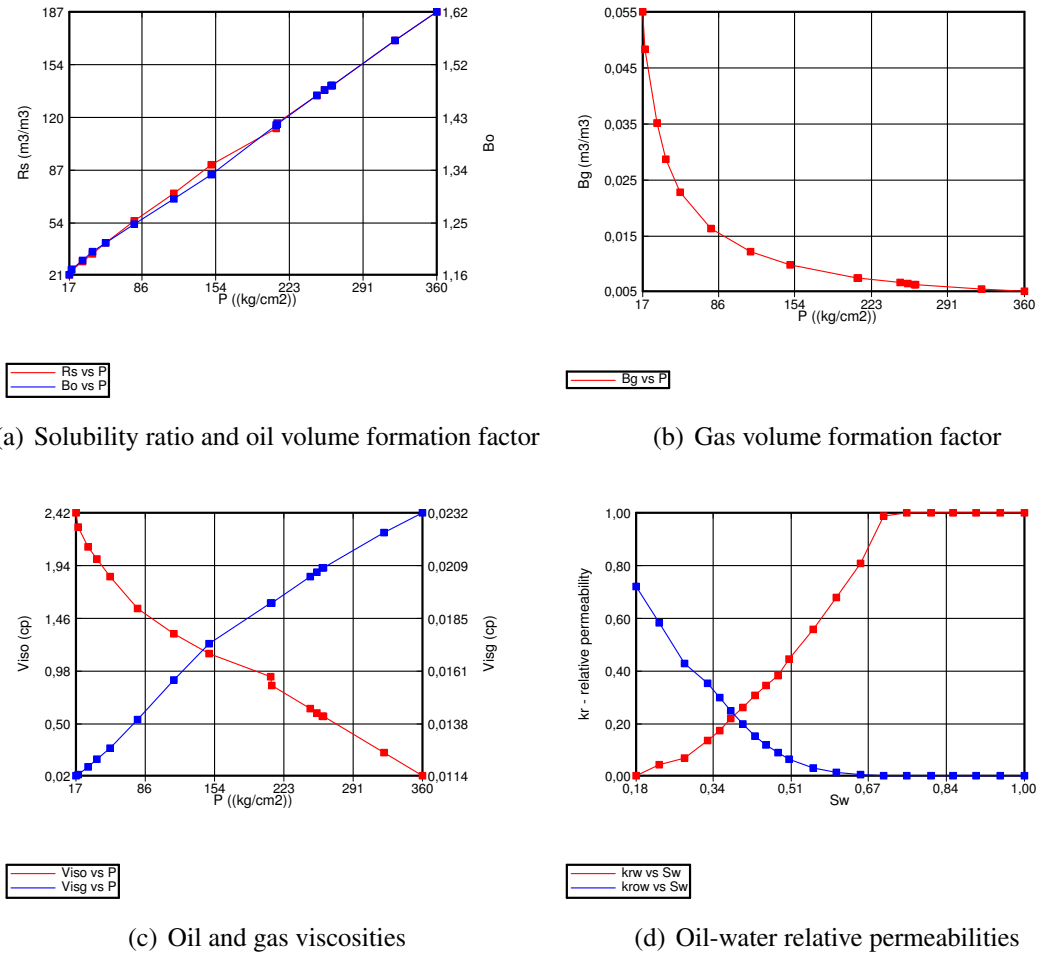 187
154
120
87
54
21
Rs (m3/m3)
1,62
1,52
1,43
1,34
1,25
1,16
Bo
17 86 154 223 291 360
P ((kg/cm2))
Rs vs P
Bo vs P
(a) Solubility ratio and oil volume formation factor
0,055
0,045
0,035
0,025
0,015
0,005
Bg (m3/m3)
17 86 154 223 291 360
P ((kg/cm2))
Bg vs P
(b) Gas volume formation factor
2,42
1,94
1,46
0,98
0,50
0,02
Viso (cp)
0,0232
0,0209
0,0185
0,0161
0,0138
0,0114
Visg (cp)
17 86 154 223 291 360
P ((kg/cm2))
Viso vs P
Visg vs P
(c) Oil and gas viscosities
1,00
0,80
0,60
0,40
0,20
0,00
kr - relative permeability
0,18 0,34 0,51 0,67 0,84 1,00
Sw
krw vs Sw
krow vs Sw
(d) Oil-water relative permeabilities